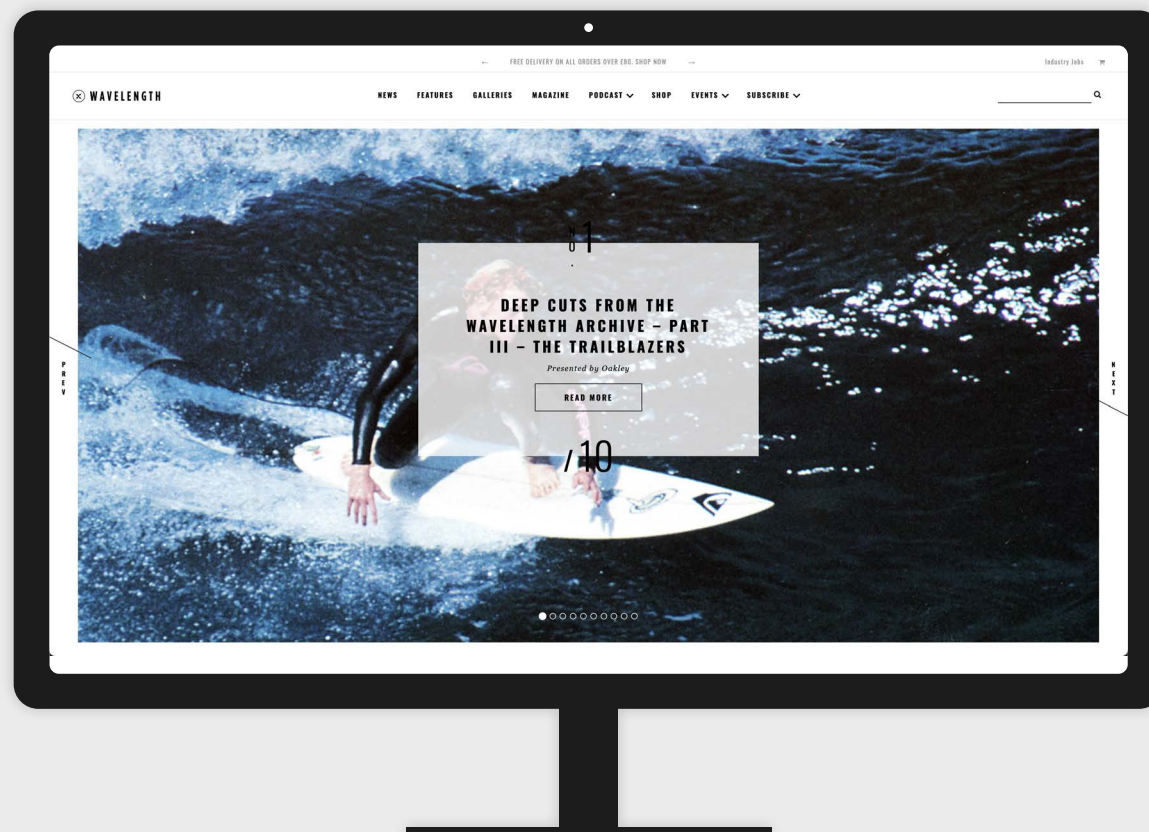 ← FREE DELIVERY ON ALL ORDERS OVER £80. SHOP NOW →
Industry Jobs
WAVELENGTH
NEWS FEATURES GALLERIES MAGAZINE PODCAST SHOP EVENTS SUBSCRIBE
NO 1
.
DEEP CUTS FROM THE
WAVELENGTH ARCHIVE – PART
III – THE TRAILBLAZERS
Presented by Oakley
READ MORE
/10
PREV
NEXT